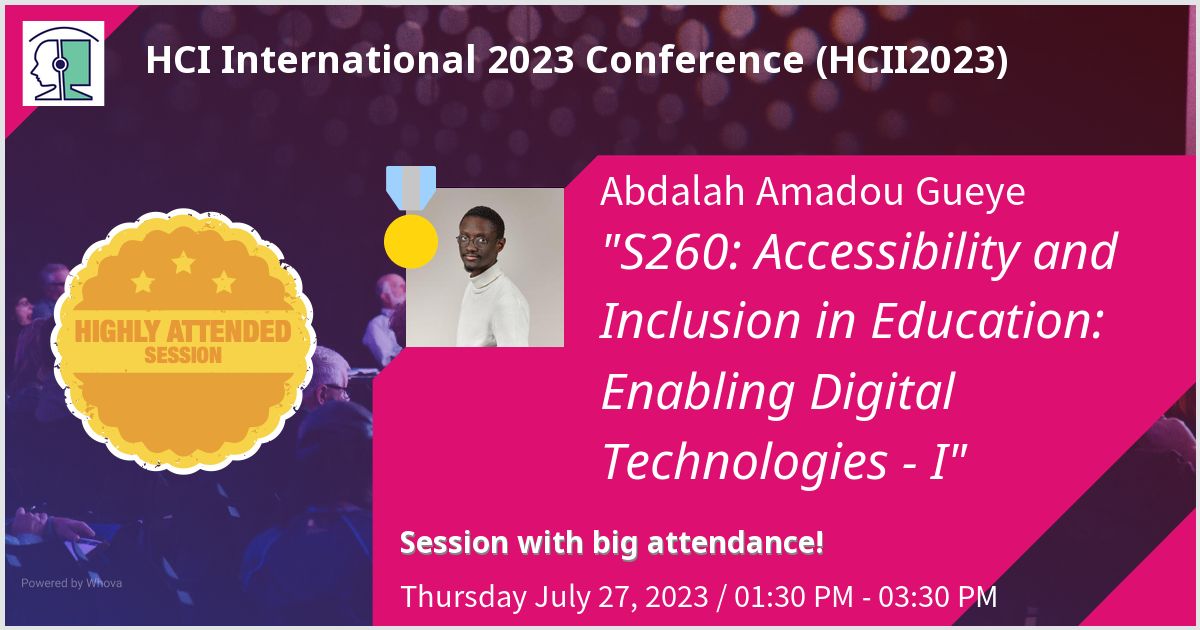 HCI International 2023 Conference (HCII2023)
Abdalah Amadou Gueye
"S260: Accessibility and
Inclusion in Education:
Enabling Digital
Technologies - I"
HIGHLY ATTENDED
SESSION
Session with big attendance!
Thursday July 27, 2023 / 01:30 PM - 03:30 PM
Powered by Whova